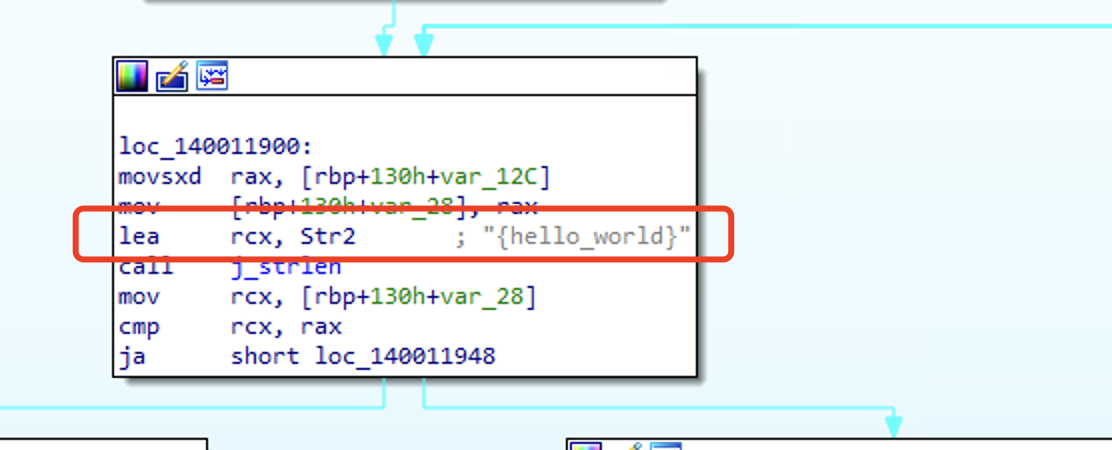 loc_140011900:
movsxd rax, [rbp+130h+var_12C]
mov [rbp+130h+var_28], rax
lea rcx, Str2 ; "{hello_world}"
call j_strlen
mov rcx, [rbp+130h+var_28]
cmp rcx, rax
ja short loc_140011948